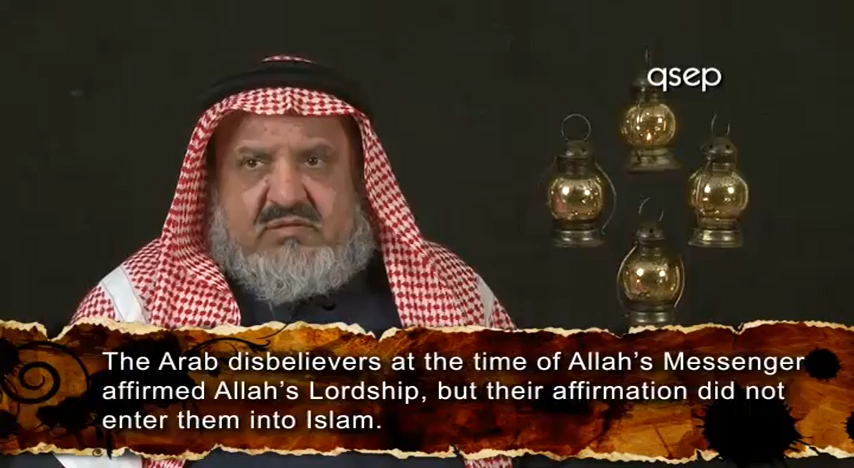 qsep
The Arab disbelievers at the time of Allah's Messenger
affirmed Allah's Lordship, but their affirmation did not
enter them into Islam.